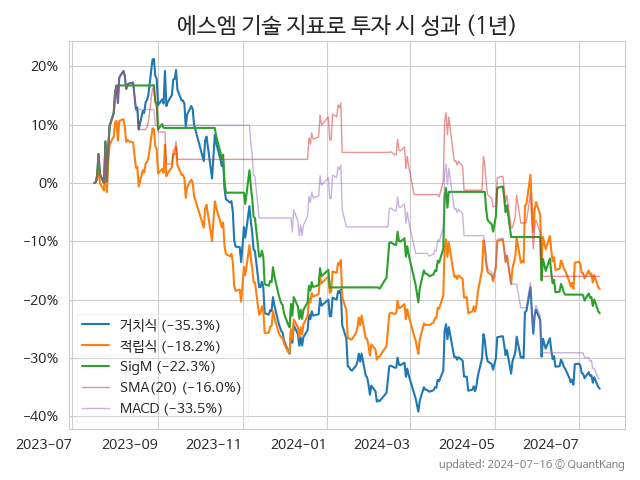 에스엠 기술 지표로 투자 시 성과 (1년)
20%
10%
0%
−10%
−20%
−30%
−40%
거치식 (−35.3%)
적립식 (−18.2%)
SigM (−22.3%)
SMA(20) (−16.0%)
MACD (−33.5%)
2023-07 2023-09 2023-11 2024-01 2024-03 2024-05 2024-07
updated: 2024-07-16 © QuantKang